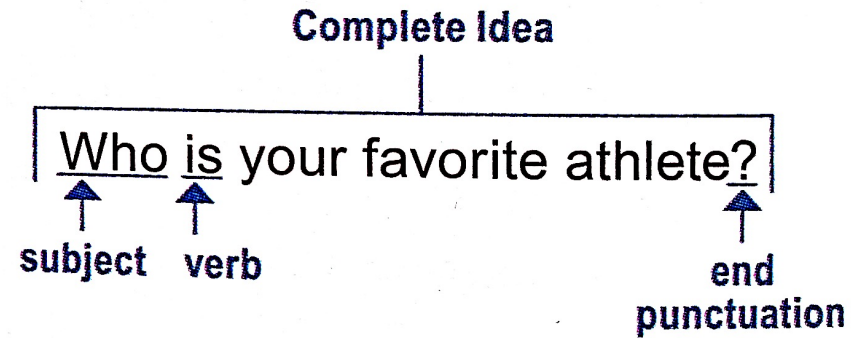 Complete Idea
Who is your favorite athlete?
subject verb end
punctuation